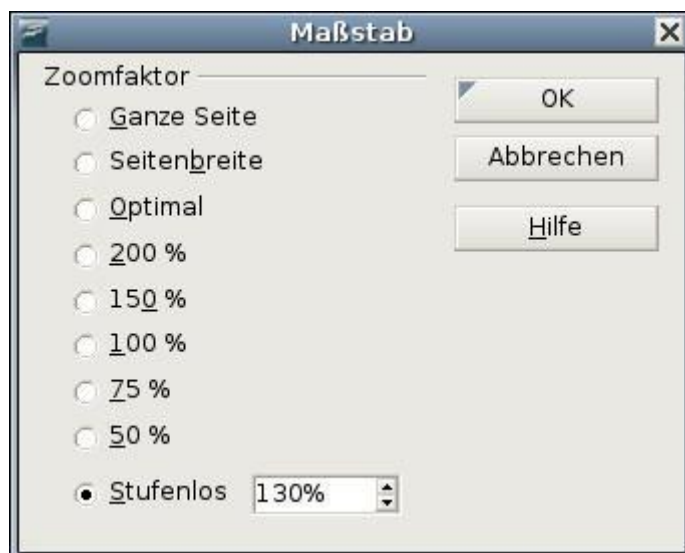 Maßstab
Zoomfaktor
Ganze Seite
Seitenbreite
Optimal
200 %
150 %
100 %
75 %
50 %
Stufenlos 130%
OK
Abbrechen
Hilfe